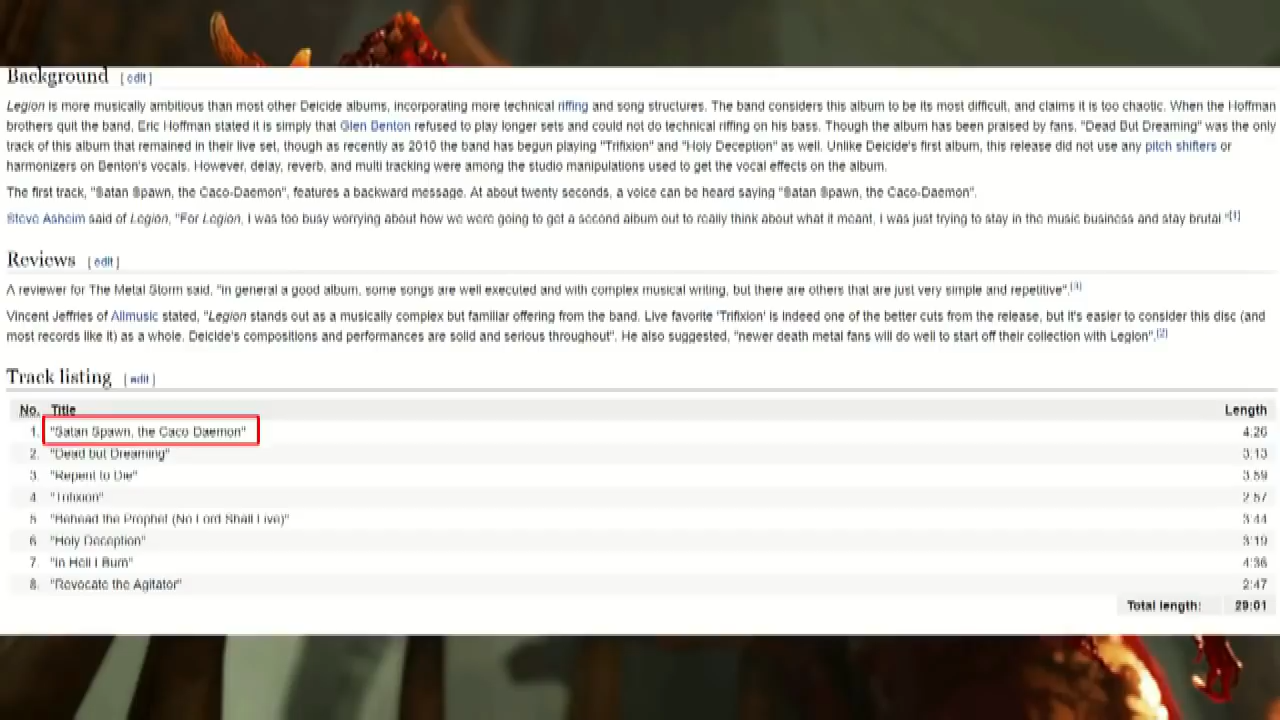 Background [ edit ]
Legion is more musically ambitious than most other Deicide albums, incorporating more technical riffing and song structures. The band considers this album to be its most difficult, and claims it is too chaotic. When the Hoffman
brothers quit the band, Eric Hoffman stated it is simply that Glen Benton refused to play longer sets and could not do technical riffing on his bass. Though the album has been praised by fans, "Dead But Dreaming" was the only
track of this album that remained in their live set, though as recently as 2010 the band has begun playing "Trifixion" and "Holy Deception" as well. Unlike Deicide's first album, this release did not use any pitch shifters or
harmonizers on Benton's vocals. However, delay, reverb, and multi tracking were among the studio manipulations used to get the vocal effects on the album.
The first track, "Satan Spawn, the Caco-Daemon", features a backward message. At about twenty seconds, a voice can be heard saying "Satan Spawn, the Caco-Daemon".
Steve Asheim said of Legion, "For Legion, I was too busy worrying about how we were going to get a second album out to really think about what it meant, I was just trying to stay in the music business and stay brutal "[1]
Reviews [ edit ]
A reviewer for The Metal Storm said, "in general a good album, some songs are well executed and with complex musical writing, but there are others that are just very simple and repetitive".[3]
Vincent Jeffries of Allmusic stated, "Legion stands out as a musically complex but familiar offering from the band. Live favorite 'Trifixion' is indeed one of the better cuts from the release, but it's easier to consider this disc (and
most records like it) as a whole. Deicide's compositions and performances are solid and serious throughout". He also suggested, "newer death metal fans will do well to start off their collection with Legion".[2]
Track listing [ edit ]
No. Title Length
1. "Satan Spawn, the Caco Daemon" 4:26
2. "Dead but Dreaming" 3:13
3. "Repent to Die" 3:59
4. "Trifixion" 2:57
5. "Behead the Prophet (No Lord Shall Live)" 3:44
6. "Holy Deception" 3:19
7. "In Hell I Burn" 4:36
8. "Revocate the Agitator" 2:47
Total length: 29:01